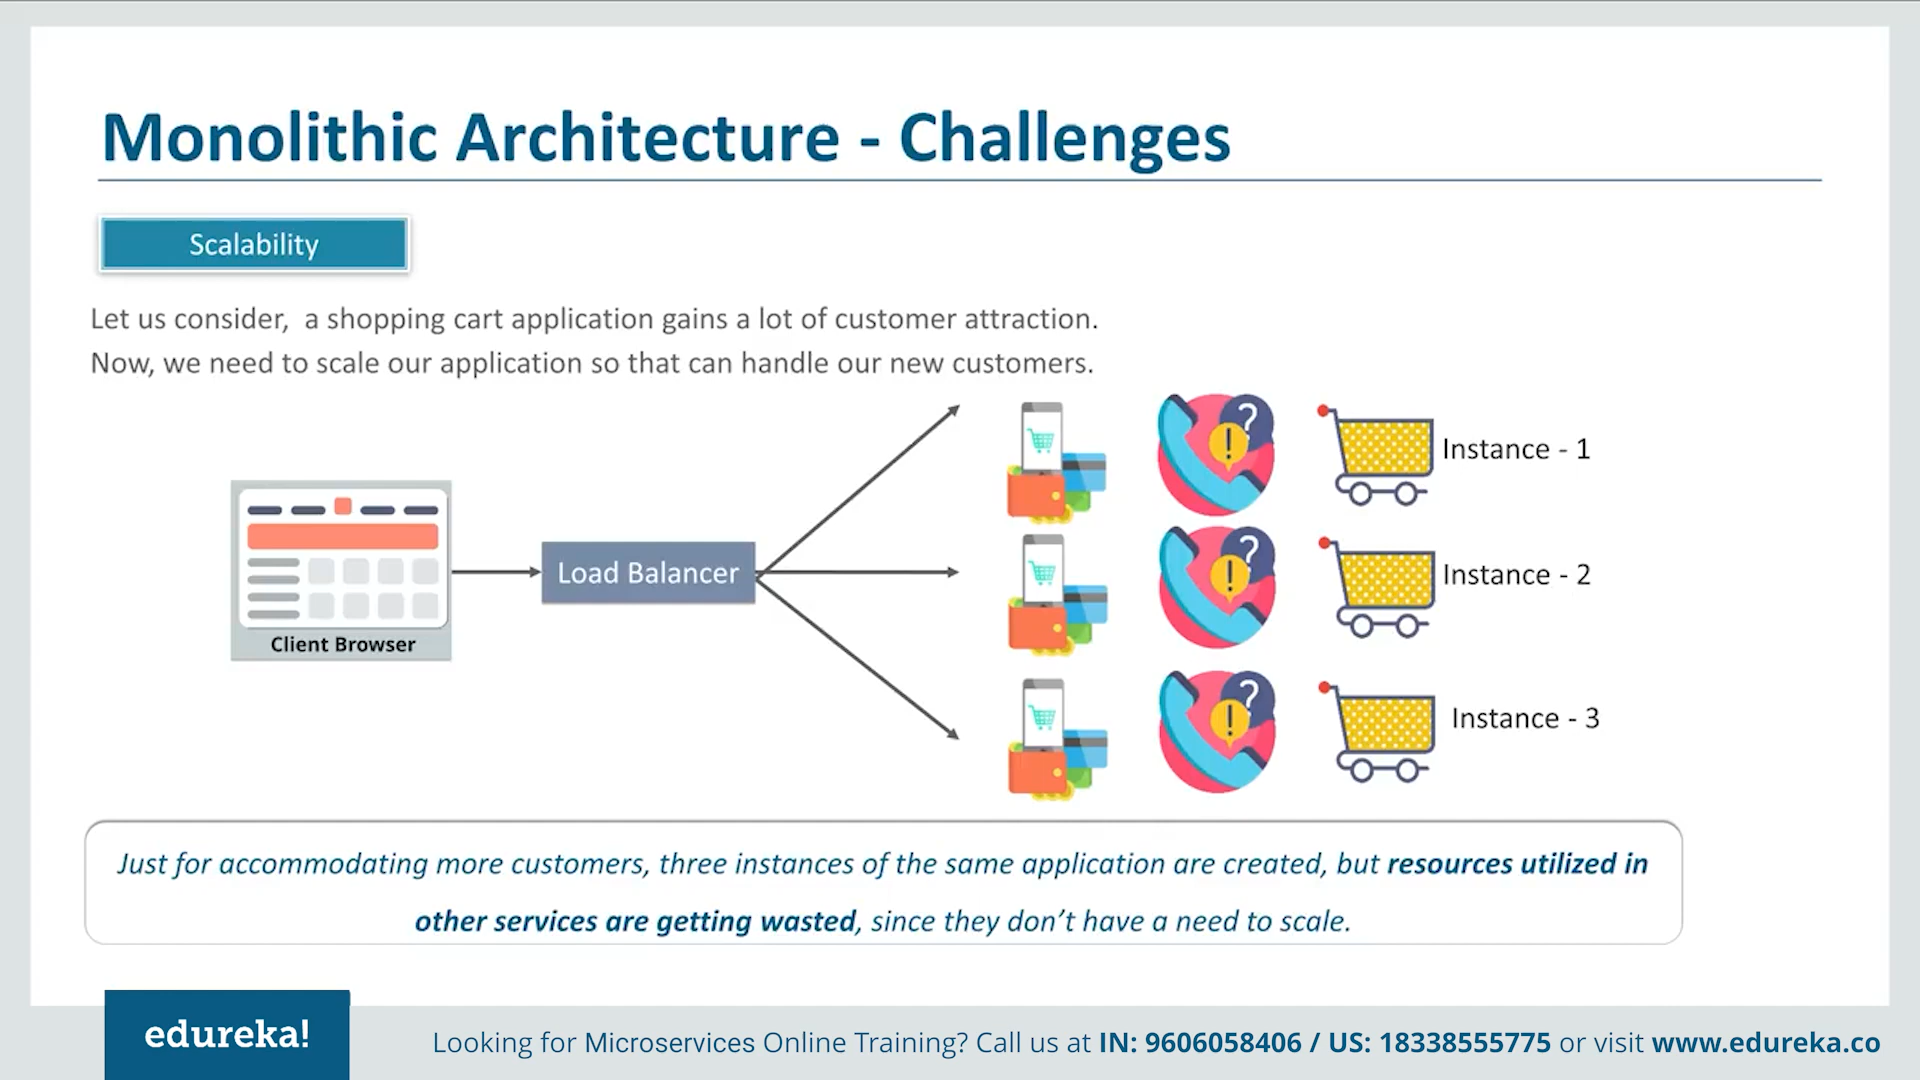 Monolithic Architecture - Challenges
Scalability
Let us consider,  a shopping cart application gains a lot of customer attraction.
Now, we need to scale our application so that can handle our new customers.
Client Browser
Load Balancer
Instance - 1
Instance - 2
Instance - 3
Just for accommodating more customers, three instances of the same application are created, but resources utilized in
other services are getting wasted, since they don’t have a need to scale.
edureka!
Looking for Microservices Online Training? Call us at IN: 9606058406 / US: 18338555775 or visit www.edureka.co